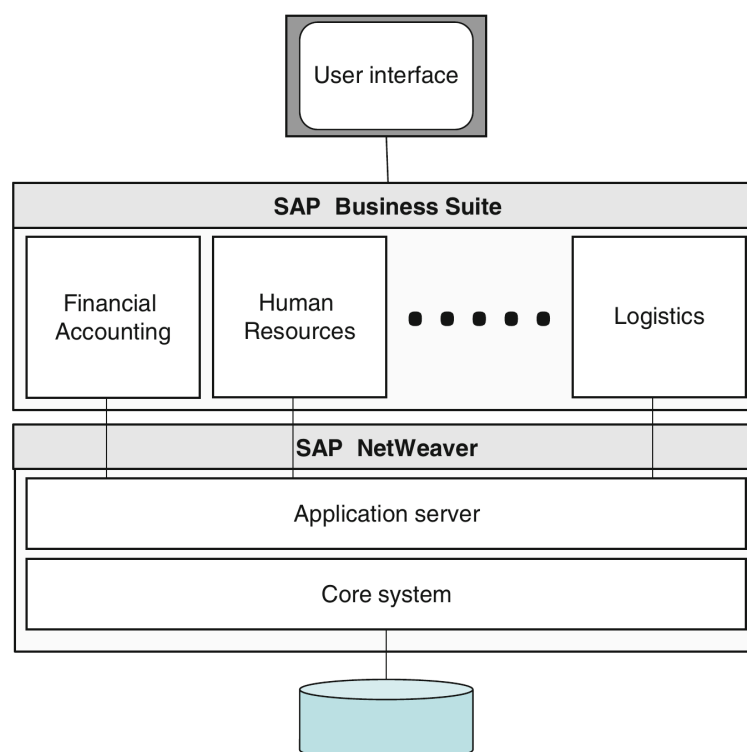 User interface
SAP Business Suite
Financial
Accounting
Human
Resources
Logistics
SAP NetWeaver
Application server
Core system